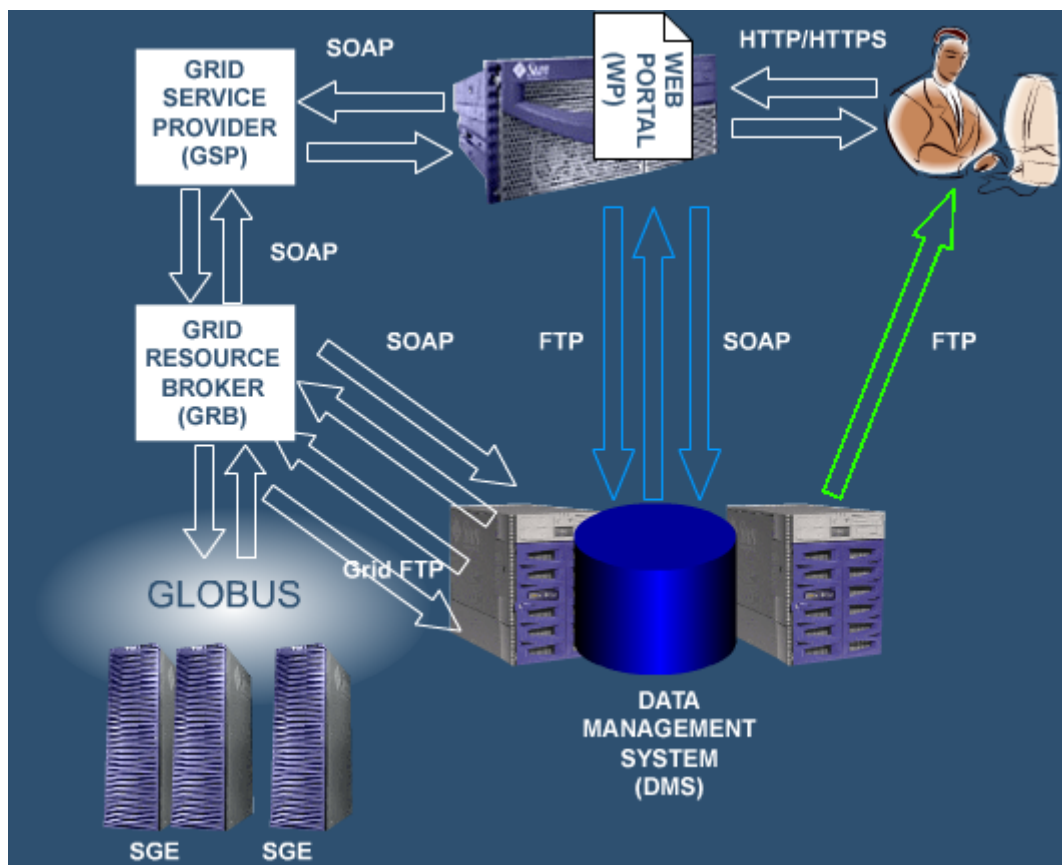 SOAP
HTTP/HTTPS
GRID
SERVICE
PROVIDER
(GSP)
Sun
WEB
PORTAL
(WP)
SOAP
GRID
RESOURCE
BROKER
(GRB)
SOAP
FTP
SOAP
FTP
Grid FTP
GLOBUS
DATA
MANAGEMENT
SYSTEM
(DMS)
SGE
SGE